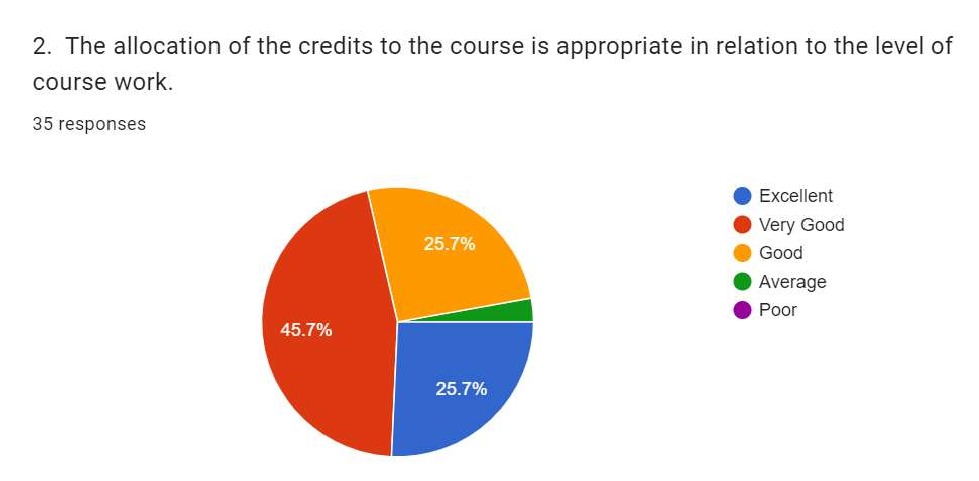 2. The allocation of the credits to the course is appropriate in relation to the level of
course work.
35 responses
25.7%
45.7%
25.7%
Excellent
Very Good
Good
Average
Poor